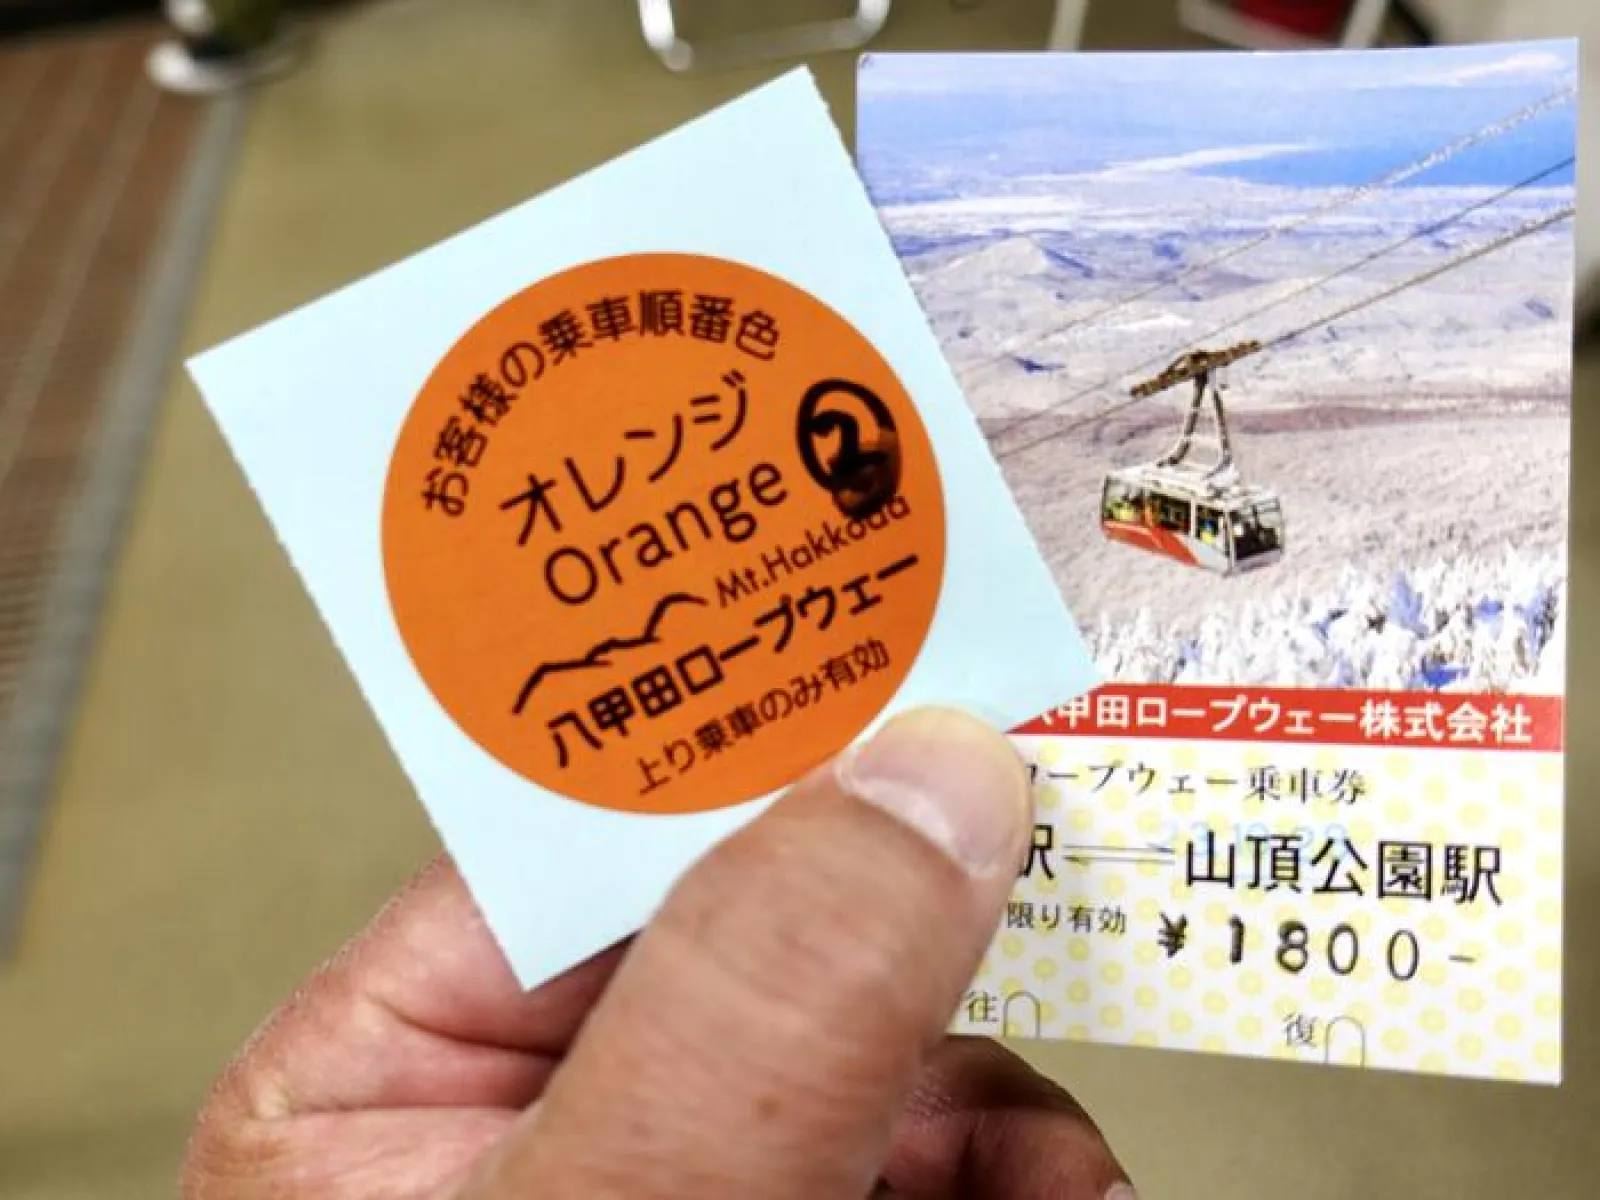 お客様の乗車順番色
オレンジ
Orange
2
Mt.Hakkoda
八甲田ロープウェー
上り乗車のみ有効
甲田ロープウェー株式会社
ロープウェー乗車券
駅 山頂公園駅
限り有効 ¥1800-
往 復